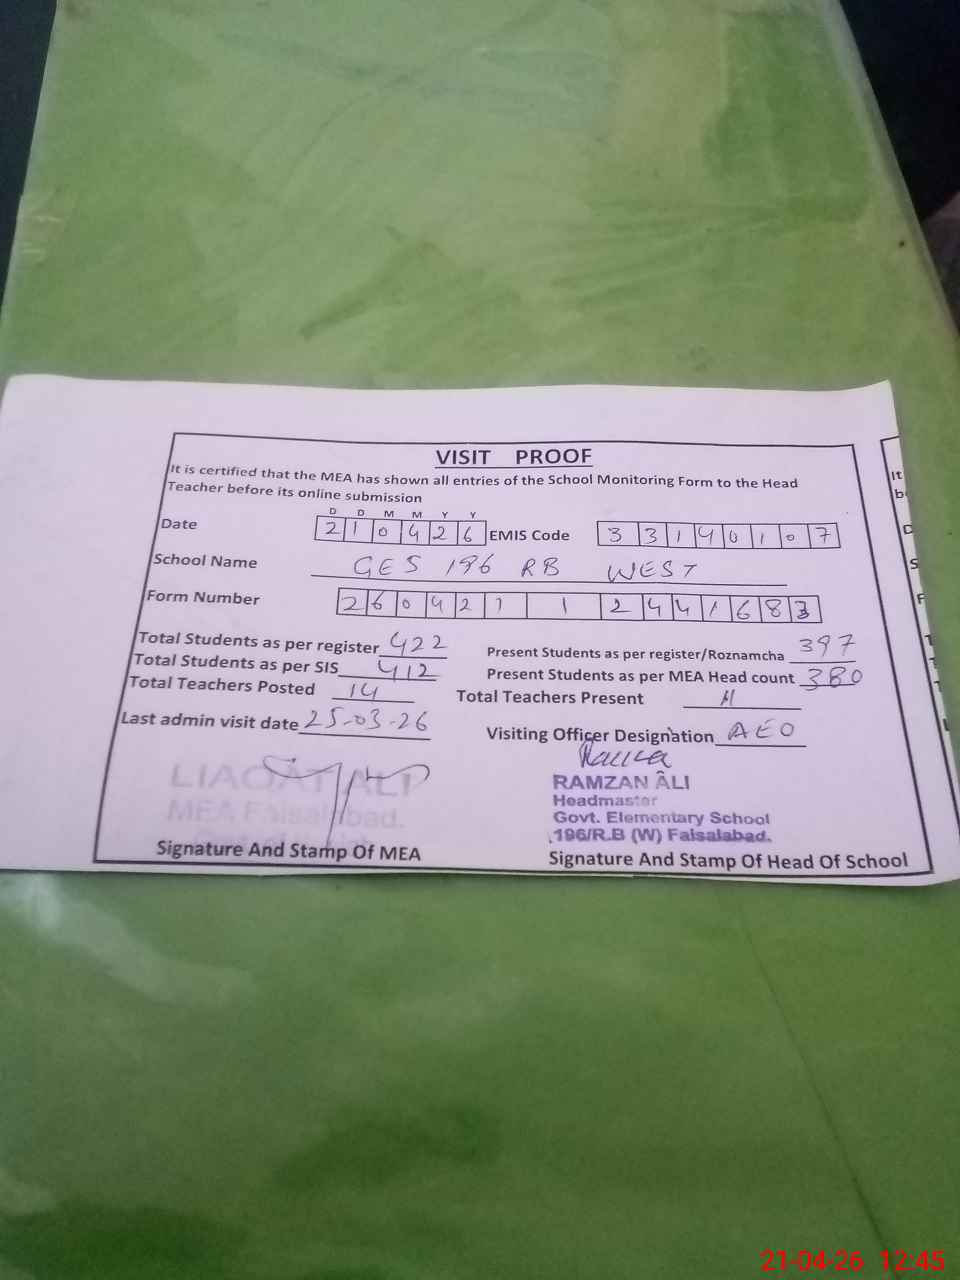 VISIT PROOF
It is certified that the MEA has shown all entries of the School Monitoring Form to the Head
Teacher before its online submission
D D M M Y Y
Date 2 1 0 4 2 6 EMIS Code 3 3 1 4 0 1 0 7
School Name GES 196 RB WEST
Form Number 2 6 0 4 2 1 1 2 4 4 1 6 8 3
Total Students as per register 422 Present Students as per register/Roznamcha 397
Total Students as per SIS 412 Present Students as per MEA Head count 380
Total Teachers Posted 14 Total Teachers Present
Last admin visit date 25-03-26 Visiting Officer Designation AEO
LIAQAT ALI
MEA Faisalabad.
RAMZAN ALI
Headmaster
Govt. Elementary School
196/R.B (W) Faisalabad.
Signature And Stamp Of MEA Signature And Stamp Of Head Of School
It
21-04-26 12:45